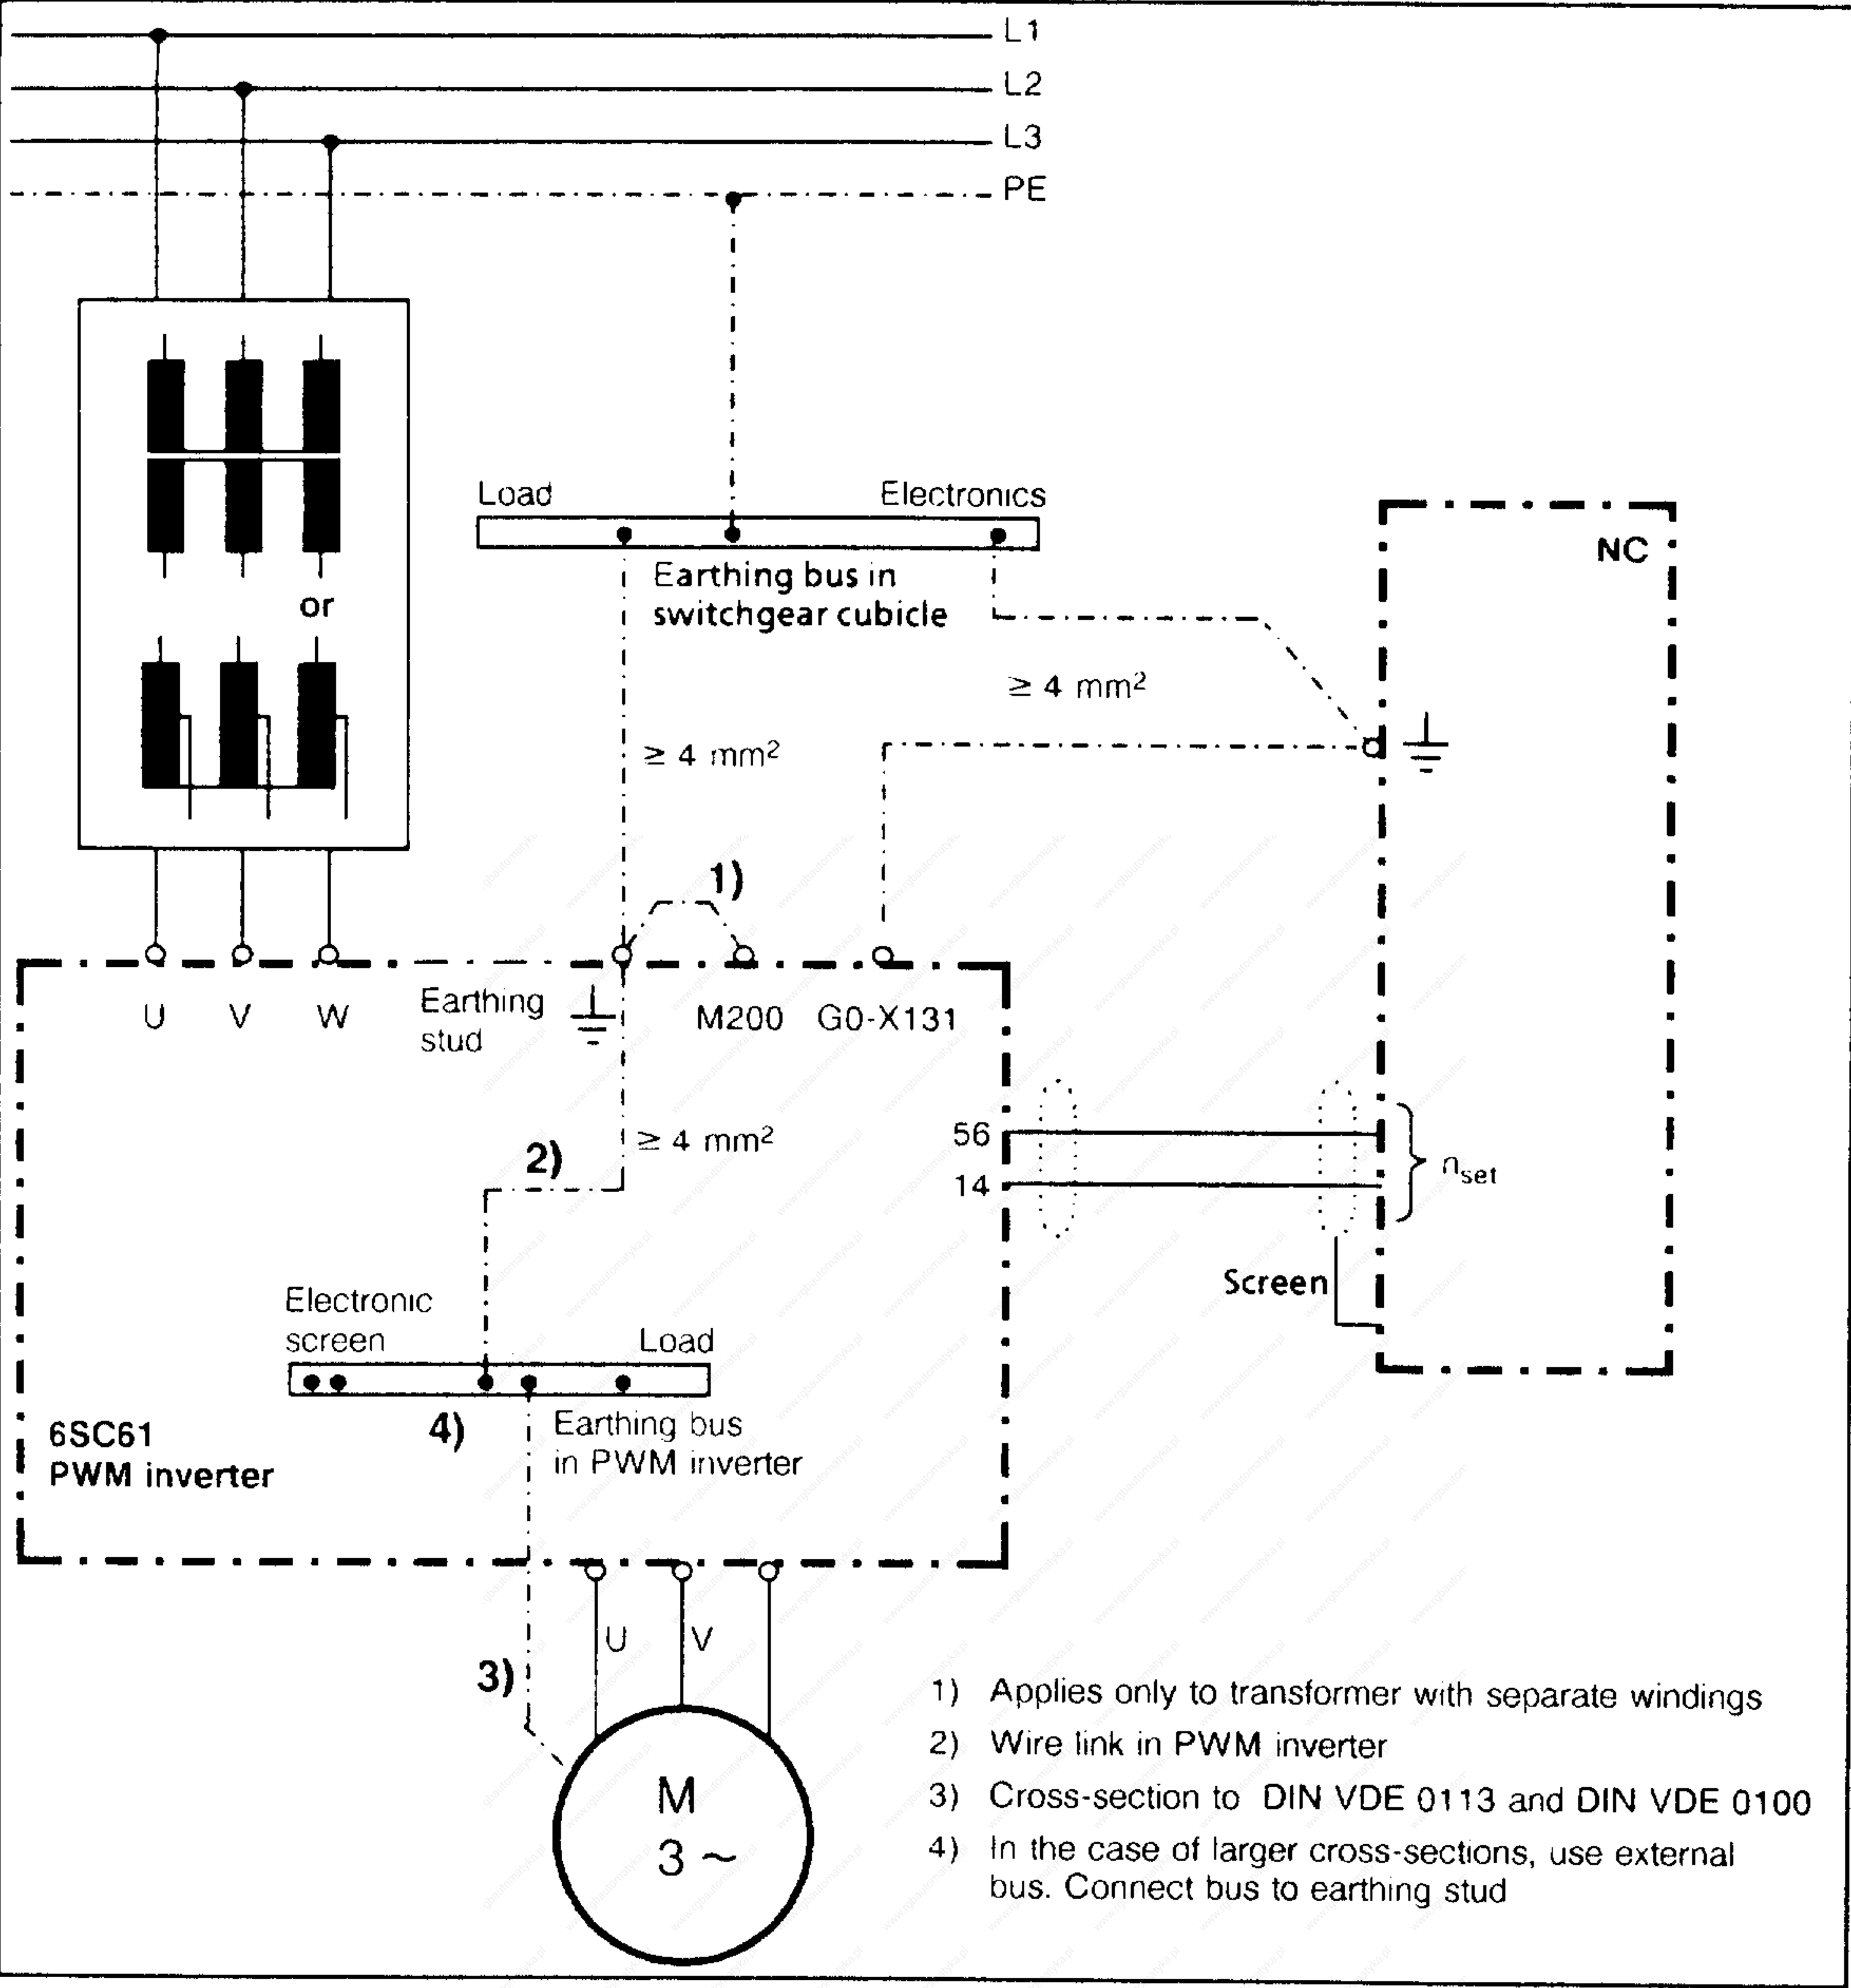 L1
L2
L3
PE
Load
Electronics
Earthing bus in
switchgear cubicle
NC
or
≥ 4 mm²
≥ 4 mm²
1)
U
V
W
Earthing
stud
M200
G0-X131
≥ 4 mm²
2)
56
14
nset
Screen
Electronic
screen
Load
4)
Earthing bus
in PWM inverter
6SC61
PWM inverter
U
V
3)
M
3 ~
1) Applies only to transformer with separate windings
2) Wire link in PWM inverter
3) Cross-section to DIN VDE 0113 and DIN VDE 0100
4) In the case of larger cross-sections, use external
bus. Connect bus to earthing stud
www.rgbautomatyka.pl